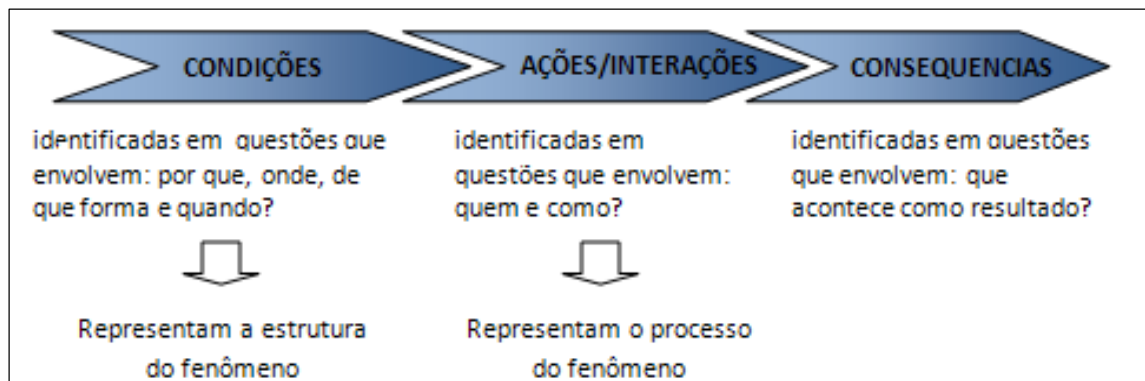 CONDIÇÕES
AÇÕES/INTERAÇÕES
CONSEQUENCIAS
identificadas em questões que
envolvem: por que, onde, de
que forma e quando?
identificadas em
questões que envolvem:
quem e como?
identificadas em questões
que envolvem: que
acontece como resultado?
Representam a estrutura
do fenômeno
Representam o processo
do fenômeno